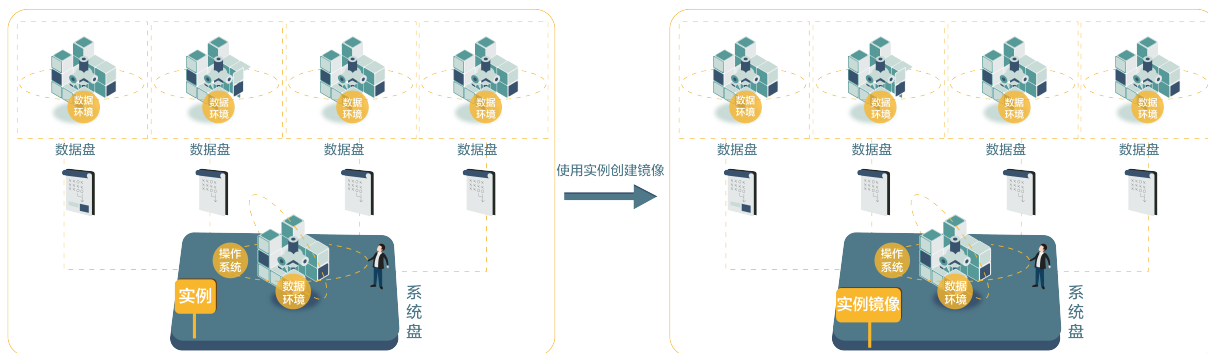 数据
环境
数据
环境
数据
环境
数据
环境
数据盘
数据盘
数据盘
数据盘
操作
系统
数据
环境
实例
系
统
盘
使用实例创建镜像
数据
环境
数据
环境
数据
环境
数据
环境
数据盘
数据盘
数据盘
数据盘
操作
系统
数据
环境
实例镜像
系
统
盘